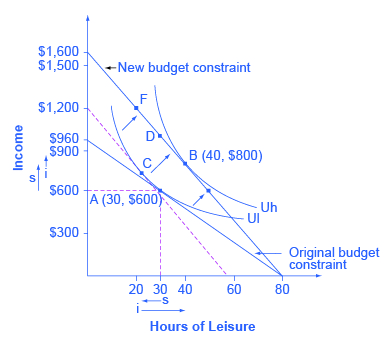 $1,600
$1,500
New budget constraint
$1,200
F
$960
D
$900
B (40, $800)
C
Income
s
i
$600
A (30, $600)
Uh
Ul
$300
Original budget
constraint
20 30 40 60 80
s
i
Hours of Leisure